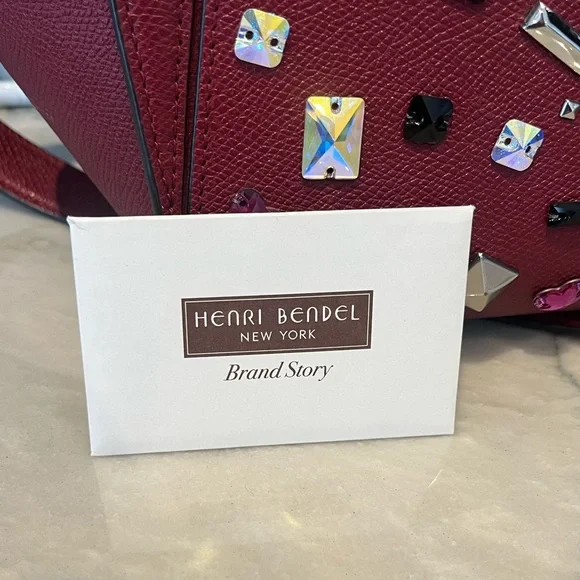 HENRI BENDEL
NEW YORK
Brand Story